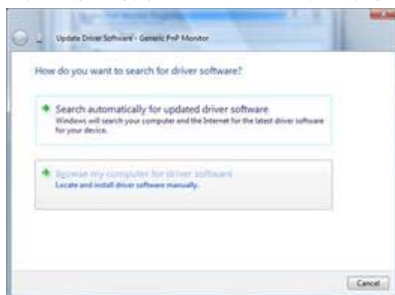 Update Driver Software - Generic PnP Monitor
How do you want to search for driver software?
Search automatically for updated driver software
Windows will search your computer and the Internet for the latest driver software
for your device.
Browse my computer for driver software
Locate and install driver software manually.
Cancel